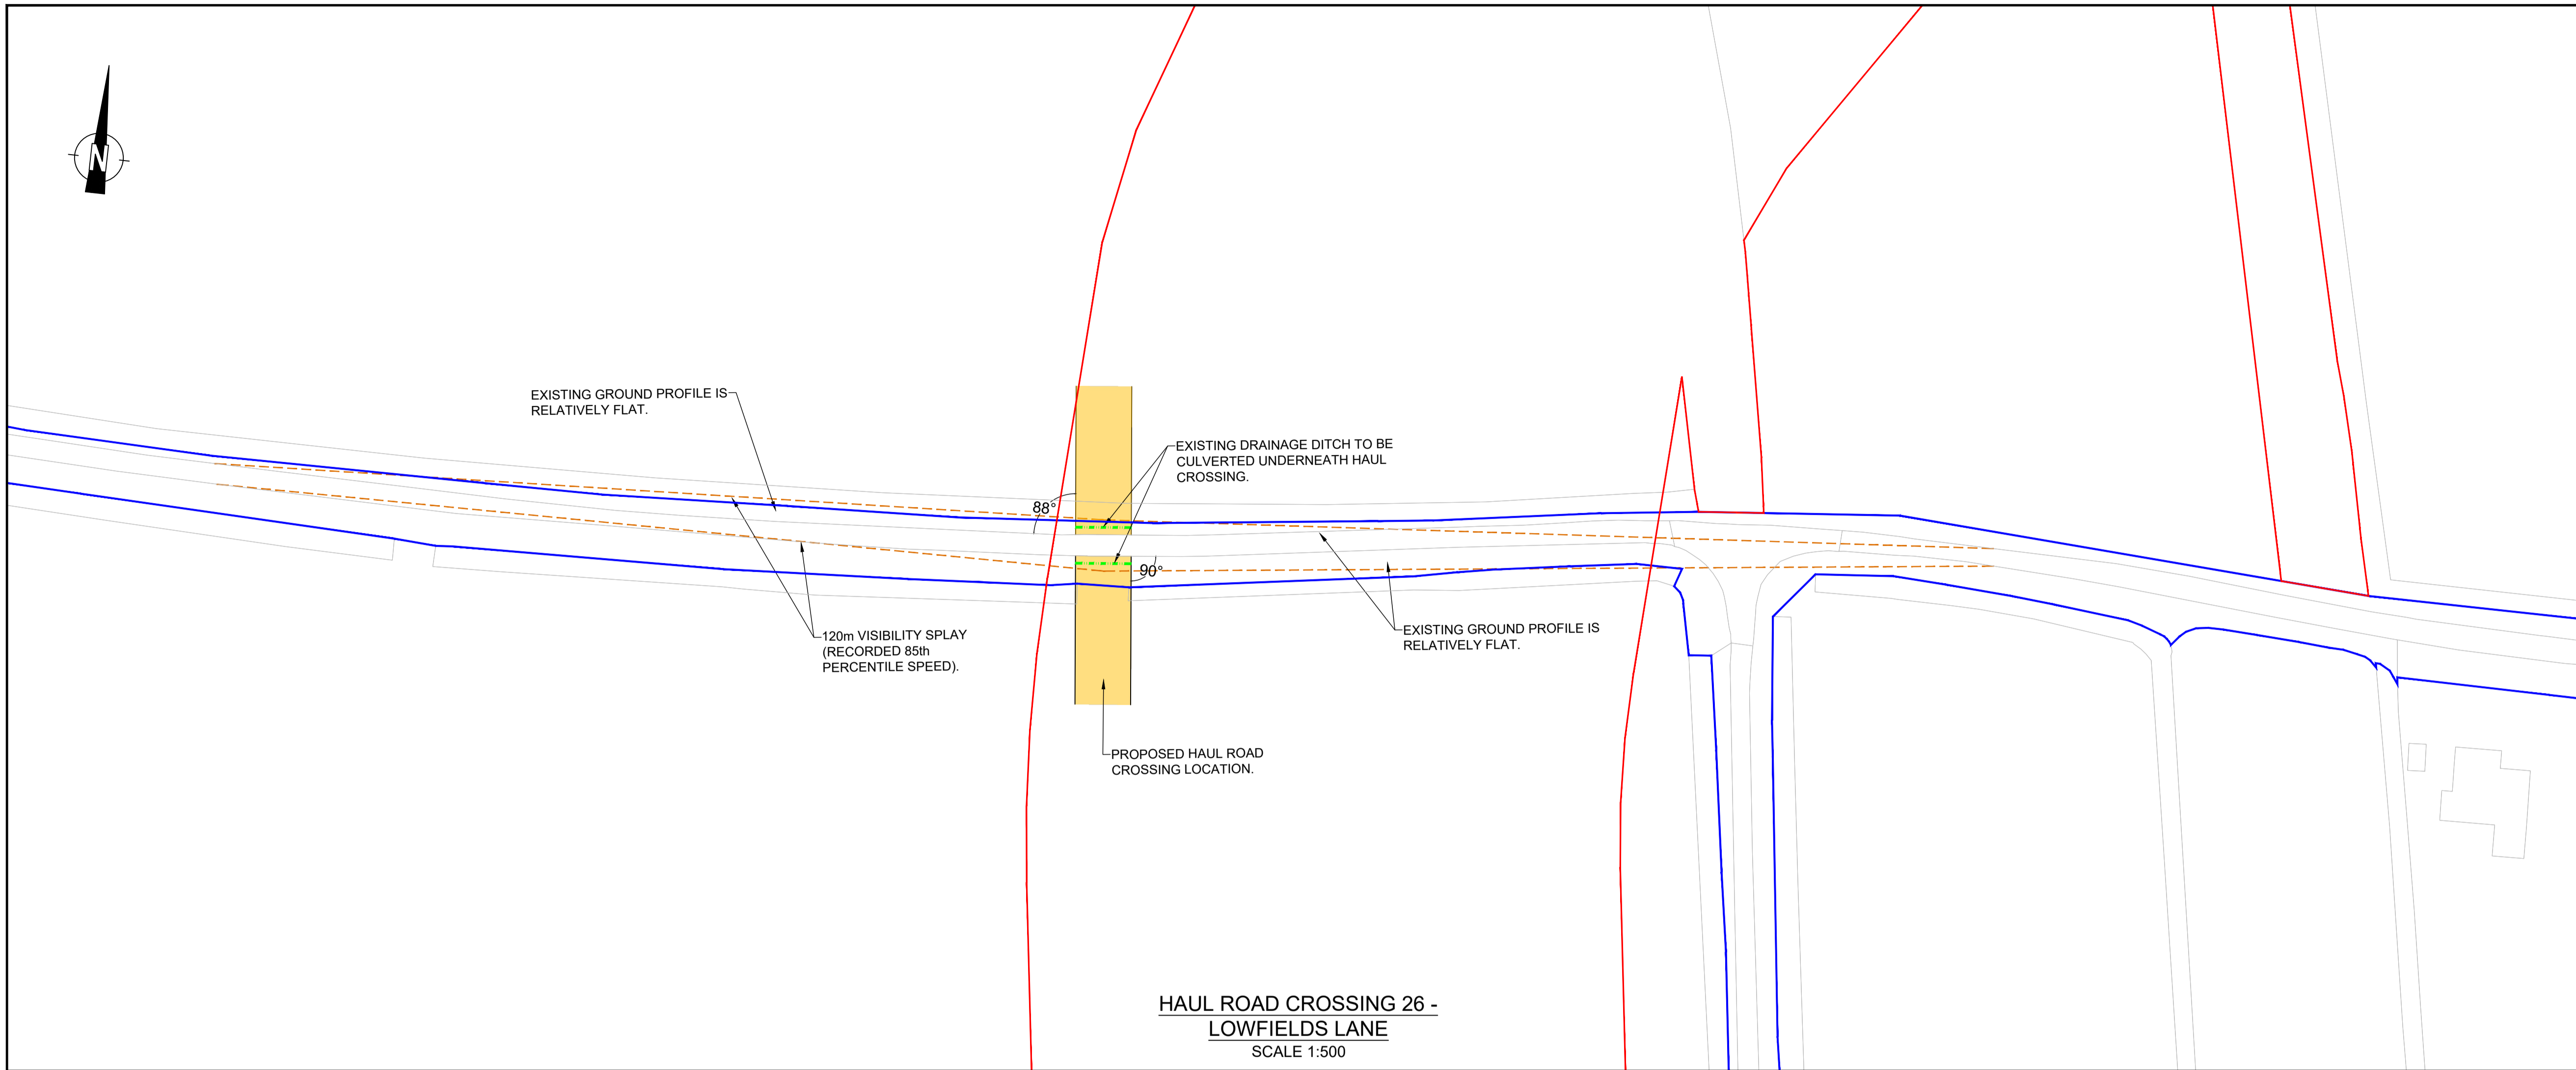 N
EXISTING GROUND PROFILE IS
RELATIVELY FLAT.
EXISTING DRAINAGE DITCH TO BE
CULVERTED UNDERNEATH HAUL
CROSSING.
88°
90°
120m VISIBILITY SPLAY
(RECORDED 85th
PERCENTILE SPEED).
EXISTING GROUND PROFILE IS
RELATIVELY FLAT.
PROPOSED HAUL ROAD
CROSSING LOCATION.
HAUL ROAD CROSSING 26 -
LOWFIELDS LANE
SCALE 1:500